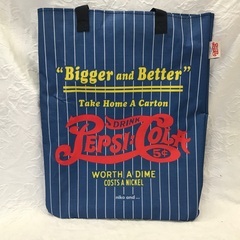 "Bigger and Better"
Take Home A Carton
DRINK
PEPSI-COLA
5¢
WORTH A DIME
COSTS A NICKEL